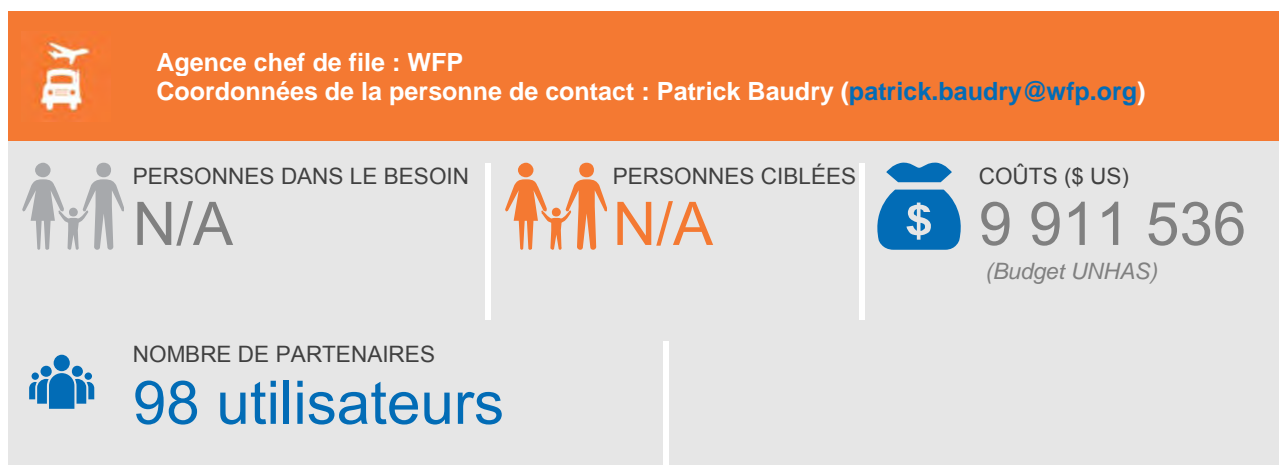 Agence chef de file : WFP
Coordonnées de la personne de contact : Patrick Baudry (patrick.baudry@wfp.org)
PERSONNES DANS LE BESOIN
N/A
PERSONNES CIBLÉES
N/A
$
COÛTS ($ US)
9 911 536
(Budget UNHAS)
NOMBRE DE PARTENAIRES
98 utilisateurs